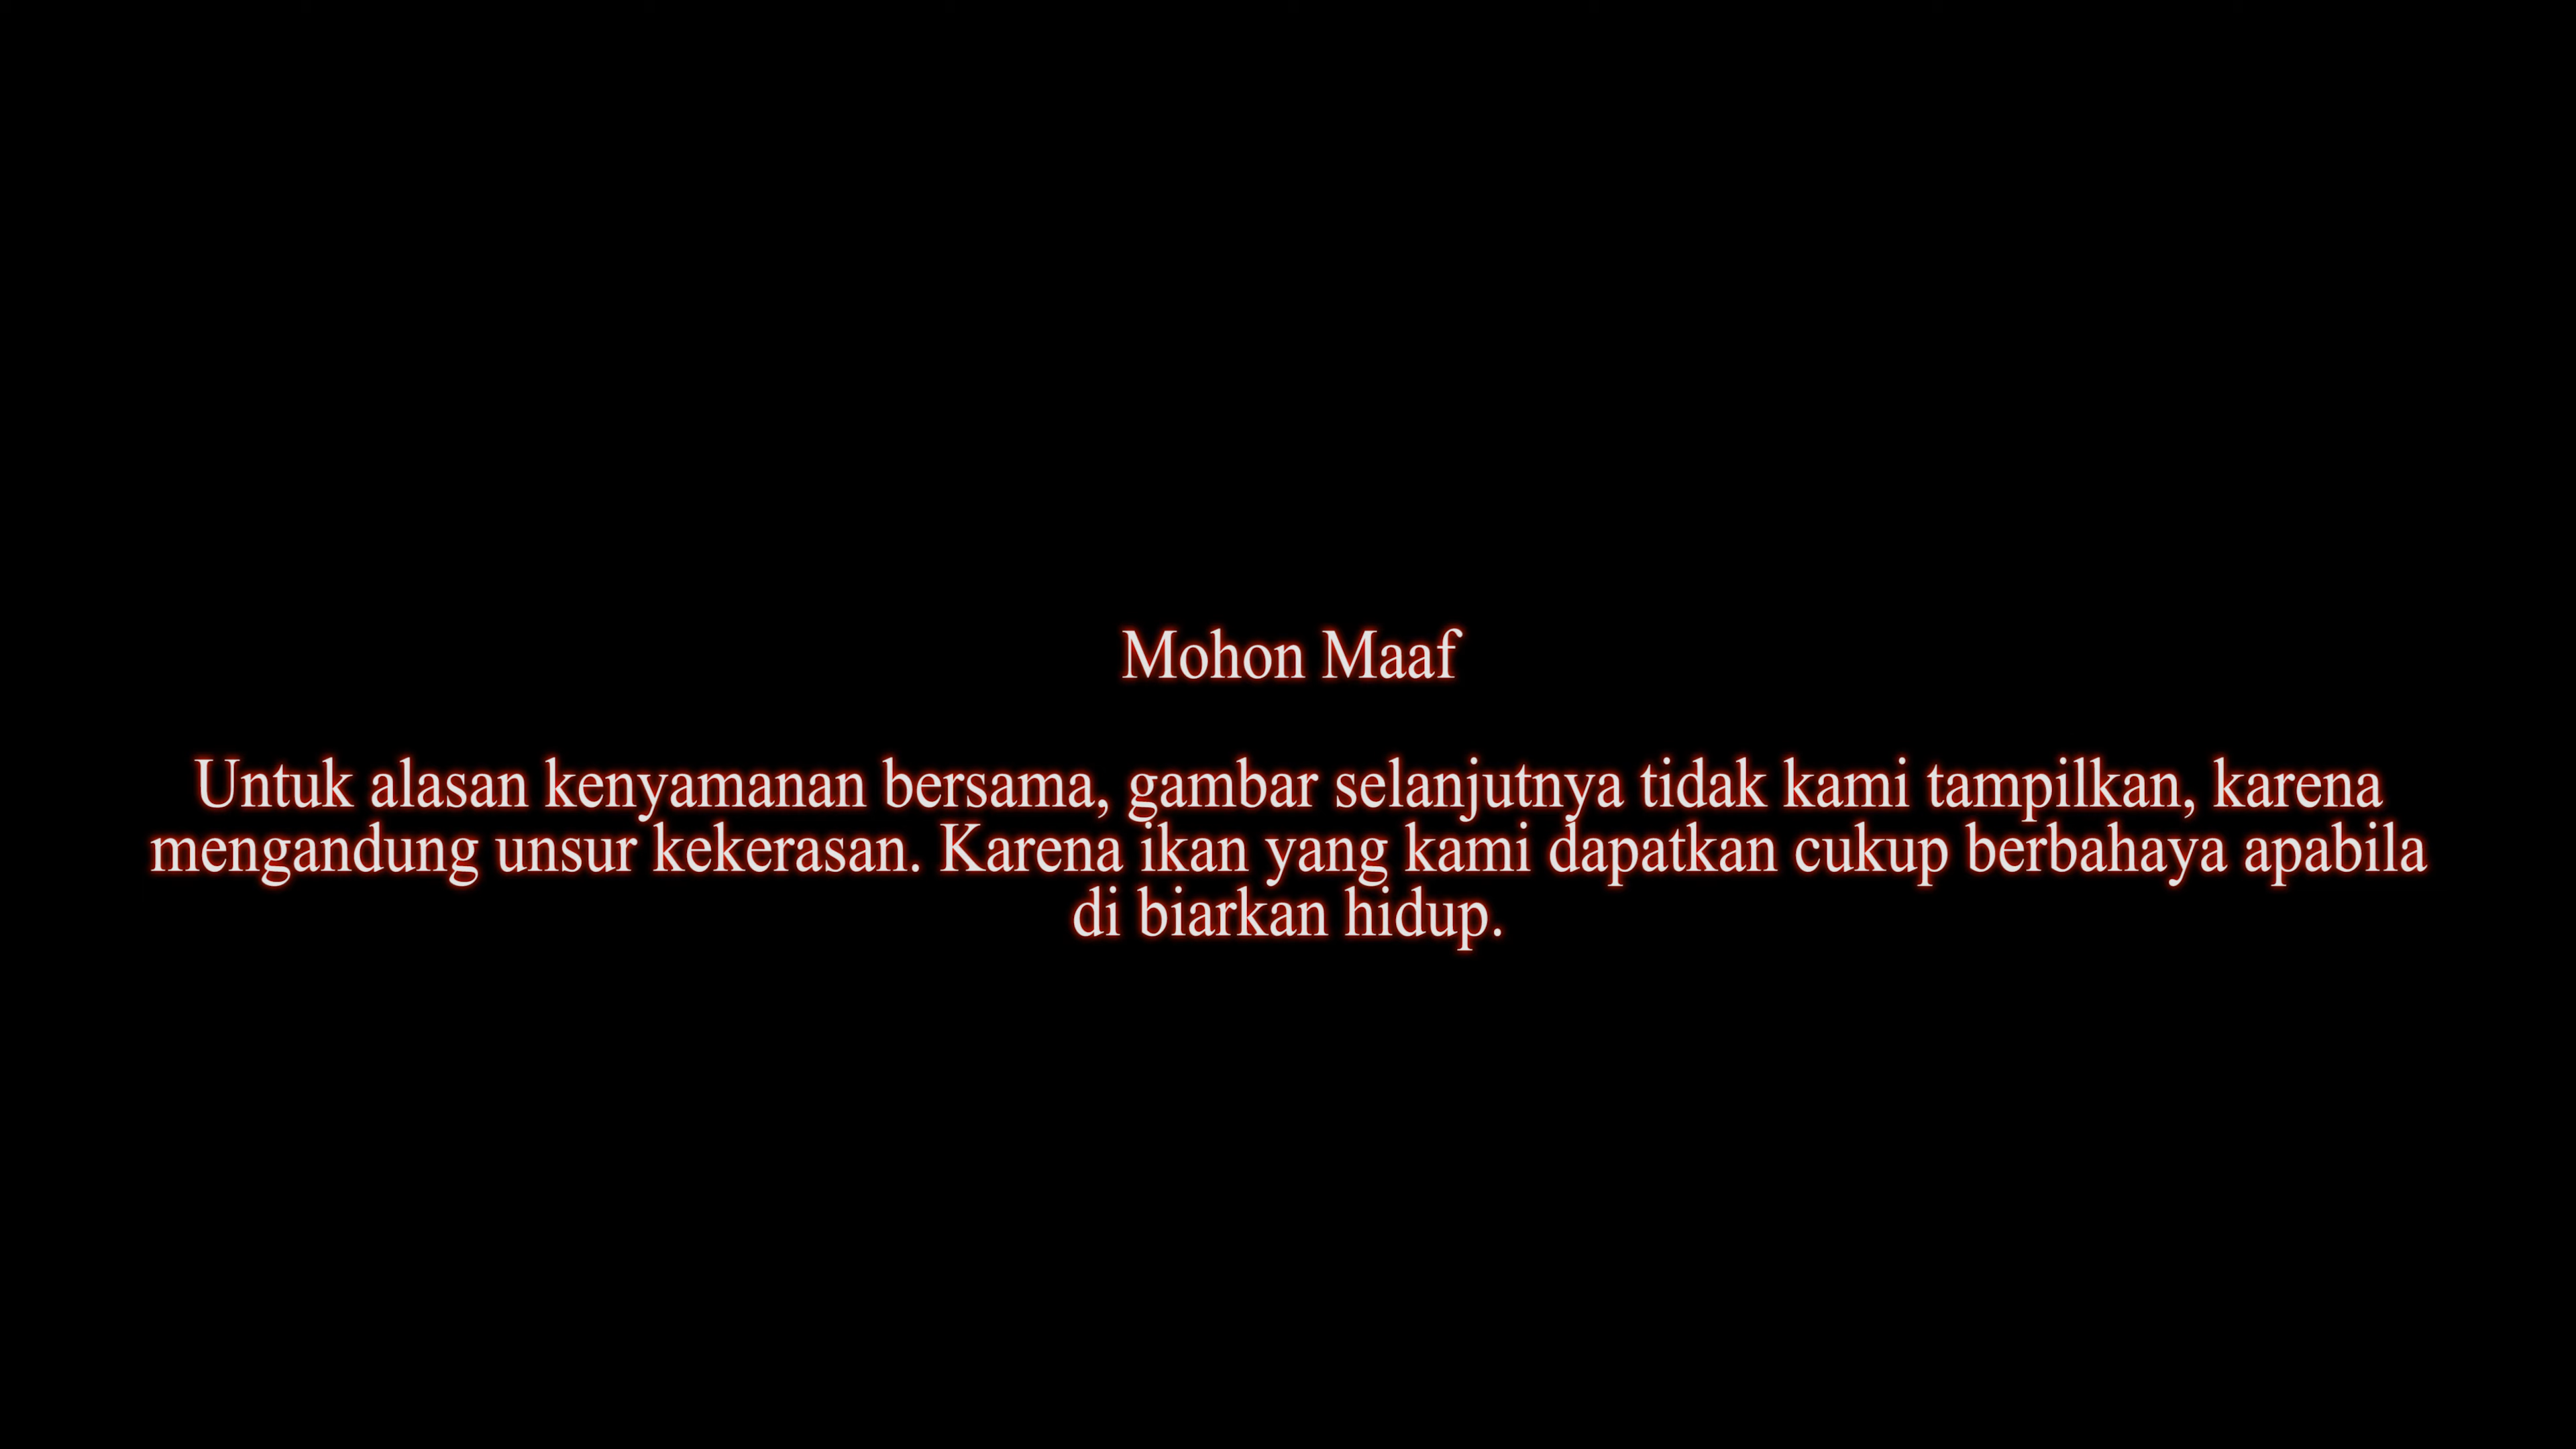 Mohon Maaf
Untuk alasan kenyamanan bersama, gambar selanjutnya tidak kami tampilkan, karena
mengandung unsur kekerasan. Karena ikan yang kami dapatkan cukup berbahaya apabila
di biarkan hidup.